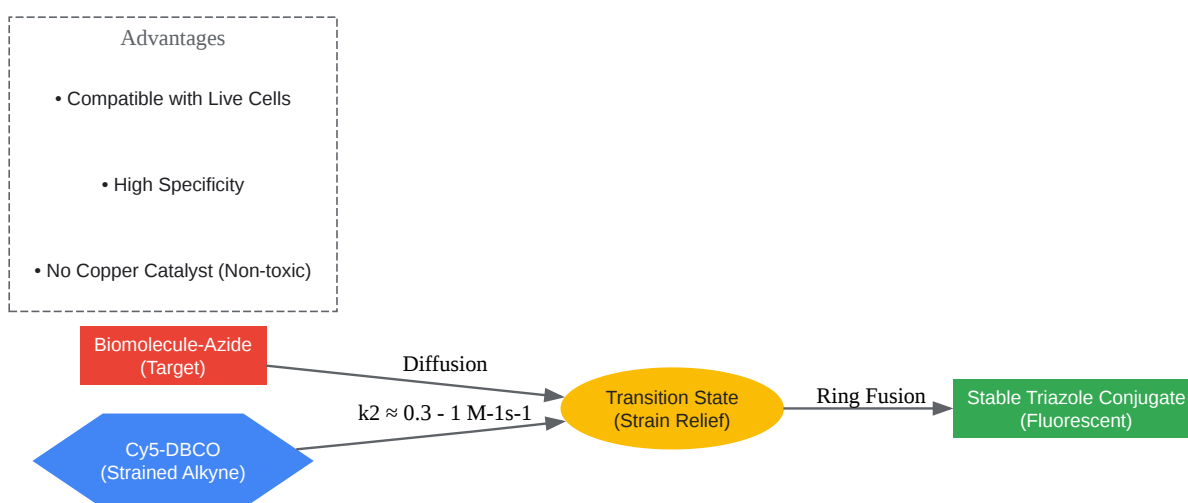 Advantages
• Compatible with Live Cells
• High Specificity
• No Copper Catalyst (Non-toxic)
Biomolecule-Azide
(Target)
Diffusion
k2 ≈ 0.3 - 1 M-1s-1
Cy5-DBCO
(Strained Alkyne)
Transition State
(Strain Relief)
Ring Fusion
Stable Triazole Conjugate
(Fluorescent)